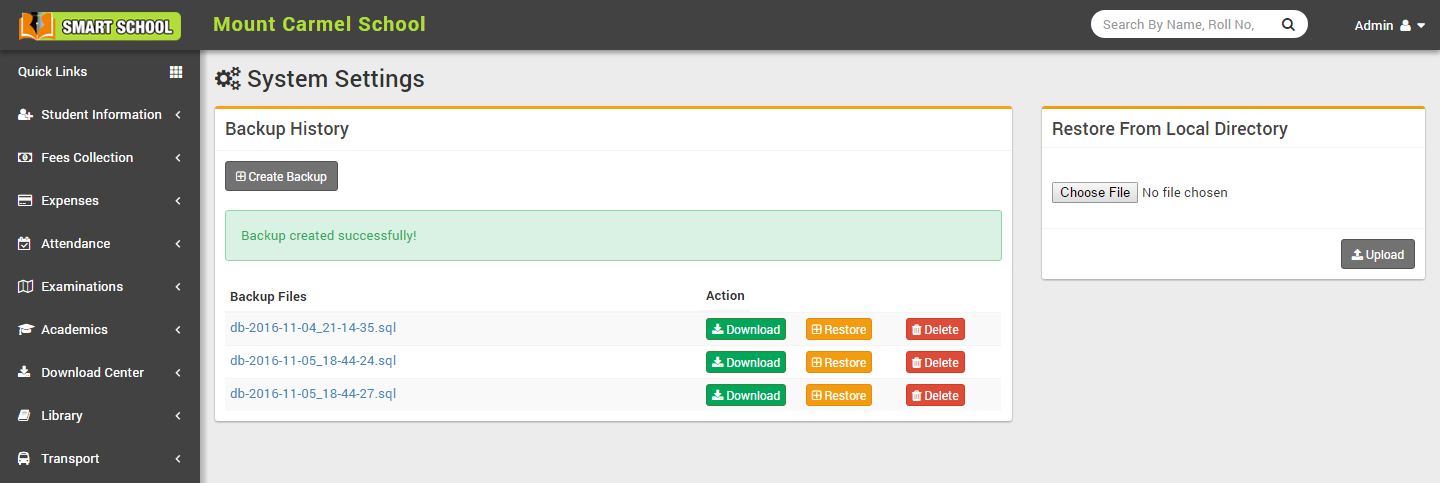 SMART SCHOOL
Mount Carmel School
Search By Name, Roll No,
Admin
Quick Links
Student Information
Fees Collection
Expenses
Attendance
Examinations
Academics
Download Center
Library
Transport
System Settings
Backup History
Create Backup
Backup created successfully!
Backup Files Action
db-2016-11-04_21-14-35.sql Download Restore Delete
db-2016-11-05_18-44-24.sql Download Restore Delete
db-2016-11-05_18-44-27.sql Download Restore Delete
Restore From Local Directory
Choose File No file chosen
Upload